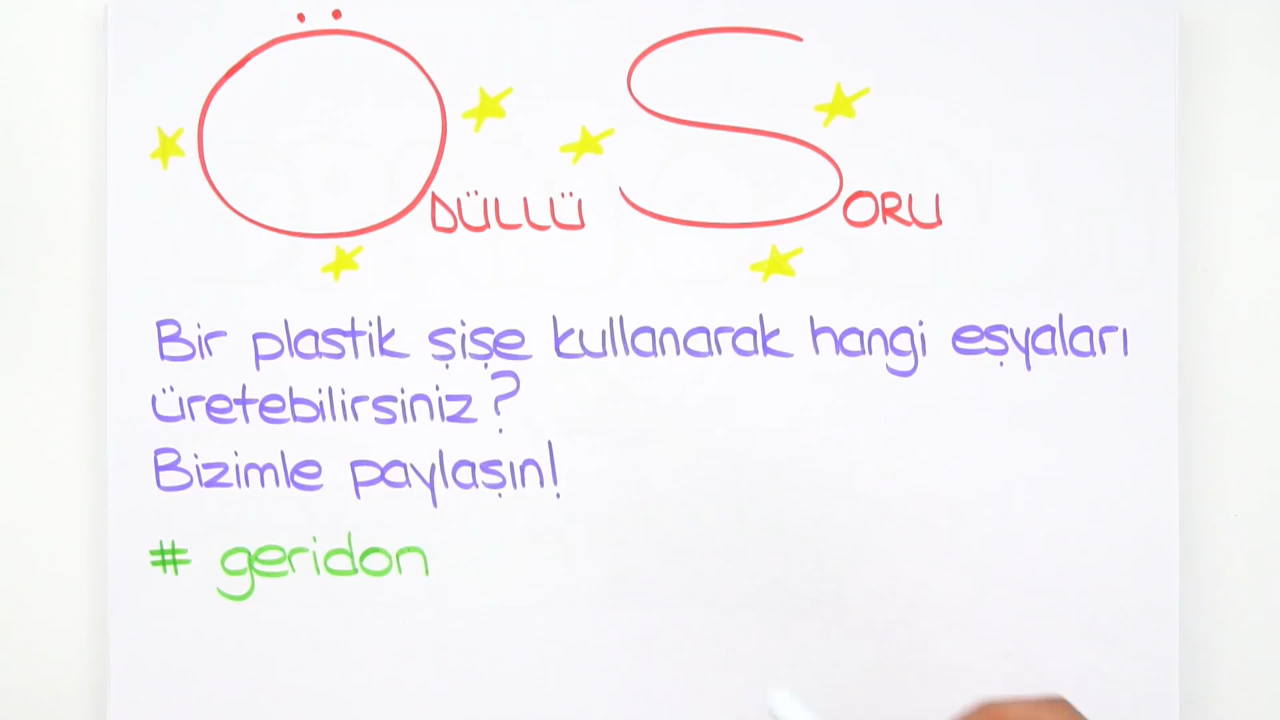 ÖDÜLLÜ SORU
Bir plastik şişe kullanarak hangi eşyaları
üretebilirsiniz?
Bizimle paylaşın!
# geridon